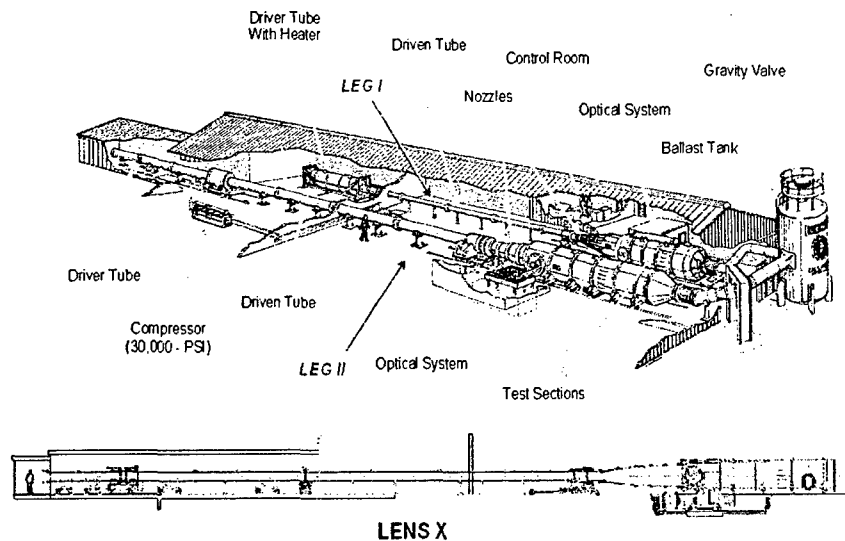 Driver Tube
With Heater
Driven Tube
Control Room
Gravity Valve
LEG I
Nozzles
Optical System
Ballast Tank
Driver Tube
Driven Tube
Compressor
(30,000 - PSI)
LEG II
Optical System
Test Sections
LENS X